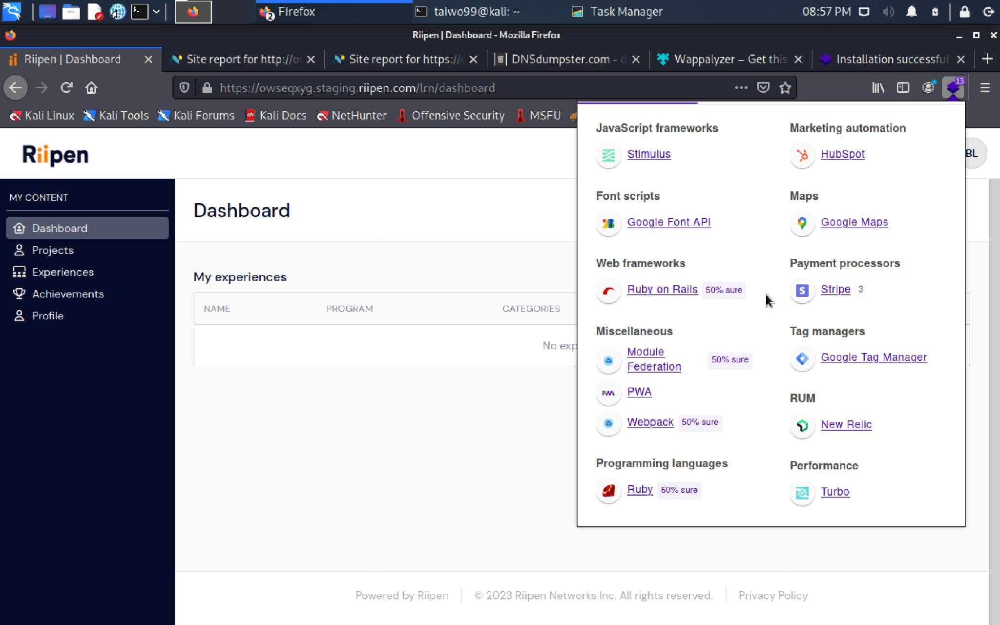 Firefox
2
taiwo99@kali: ~
Task Manager
08:57 PM
Riipen | Dashboard - Mozilla Firefox
Riipen | Dashboard
Site report for http://o
Site report for https://
DNSdumpster.com - d
Wappalyzer – Get this
Installation successful
https://owseqxyg.staging.riipen.com/lrn/dashboard
13
Kali Linux
Kali Tools
Kali Forums
Kali Docs
NetHunter
Offensive Security
MSFU
Riipen
BL
MY CONTENT
Dashboard
Projects
Experiences
Achievements
Profile
Dashboard
My experiences
NAME
PROGRAM
CATEGORIES
No exp
JavaScript frameworks
Stimulus
Font scripts
Google Font API
Web frameworks
Ruby on Rails 50% sure
Miscellaneous
Module
Federation
50% sure
PWA
PWA
Webpack 50% sure
Programming languages
Ruby 50% sure
Marketing automation
HubSpot
Maps
Google Maps
Payment processors
S
Stripe 3
Tag managers
Google Tag Manager
RUM
New Relic
Performance
Turbo
Powered by Riipen
© 2023 Riipen Networks Inc. All rights reserved.
Privacy Policy